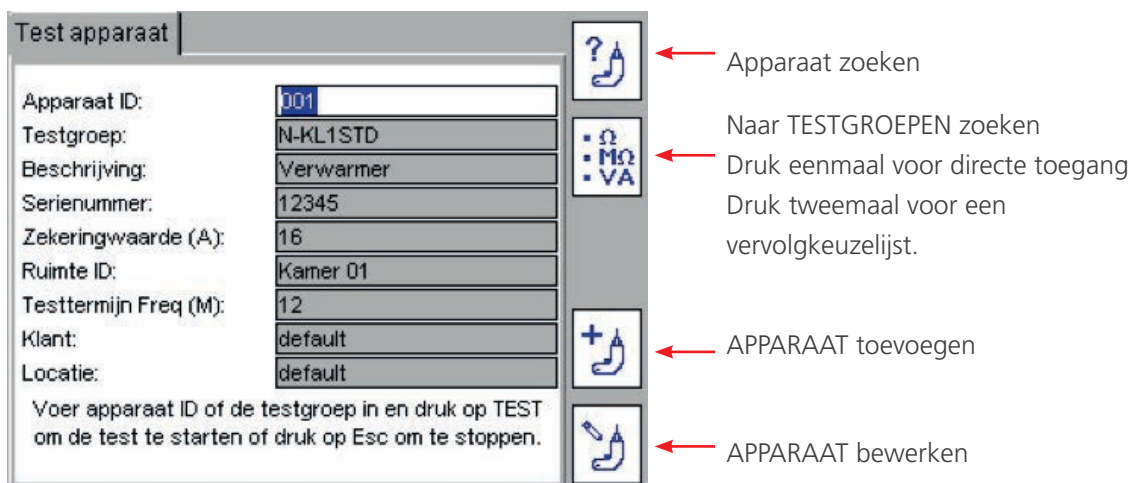 Test apparaat
Apparaat ID: 001
Testgroep: N-KL1STD
Beschrijving: Verwarmer
Serienummer: 12345
Zekeringwaarde (A): 16
Ruimte ID: Kamer 01
Testtermijn Freq (M): 12
Klant: default
Locatie: default
Voer apparaat ID of de testgroep in en druk op TEST
om de test te starten of druk op Esc om te stoppen.
?
Apparaat zoeken
Ω
MΩ
VA
Naar TESTGROEPEN zoeken
Druk eenmaal voor directe toegang
Druk tweemaal voor een
vervolgkeuzelijst.
+
APPARAAT toevoegen
APPARAAT bewerken